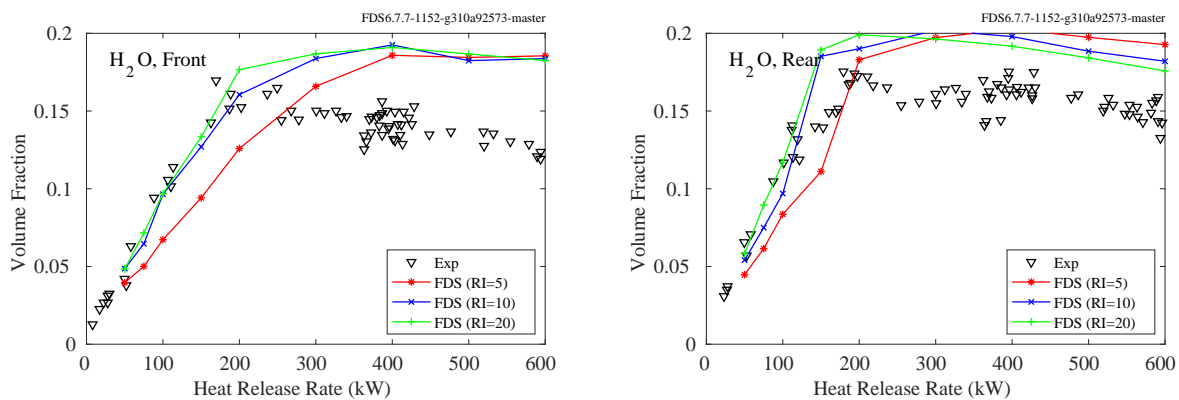 FDS6.7.7-1152-g310a92573-master
H2O, Front
0.2
0.15
0.1
0.05
0
Volume Fraction
Exp
FDS (RI=5)
FDS (RI=10)
FDS (RI=20)
0 100 200 300 400 500 600
Heat Release Rate (kW)
FDS6.7.7-1152-g310a92573-master
H2O, Rear
0.2
0.15
0.1
0.05
0
Volume Fraction
Exp
FDS (RI=5)
FDS (RI=10)
FDS (RI=20)
0 100 200 300 400 500 600
Heat Release Rate (kW)